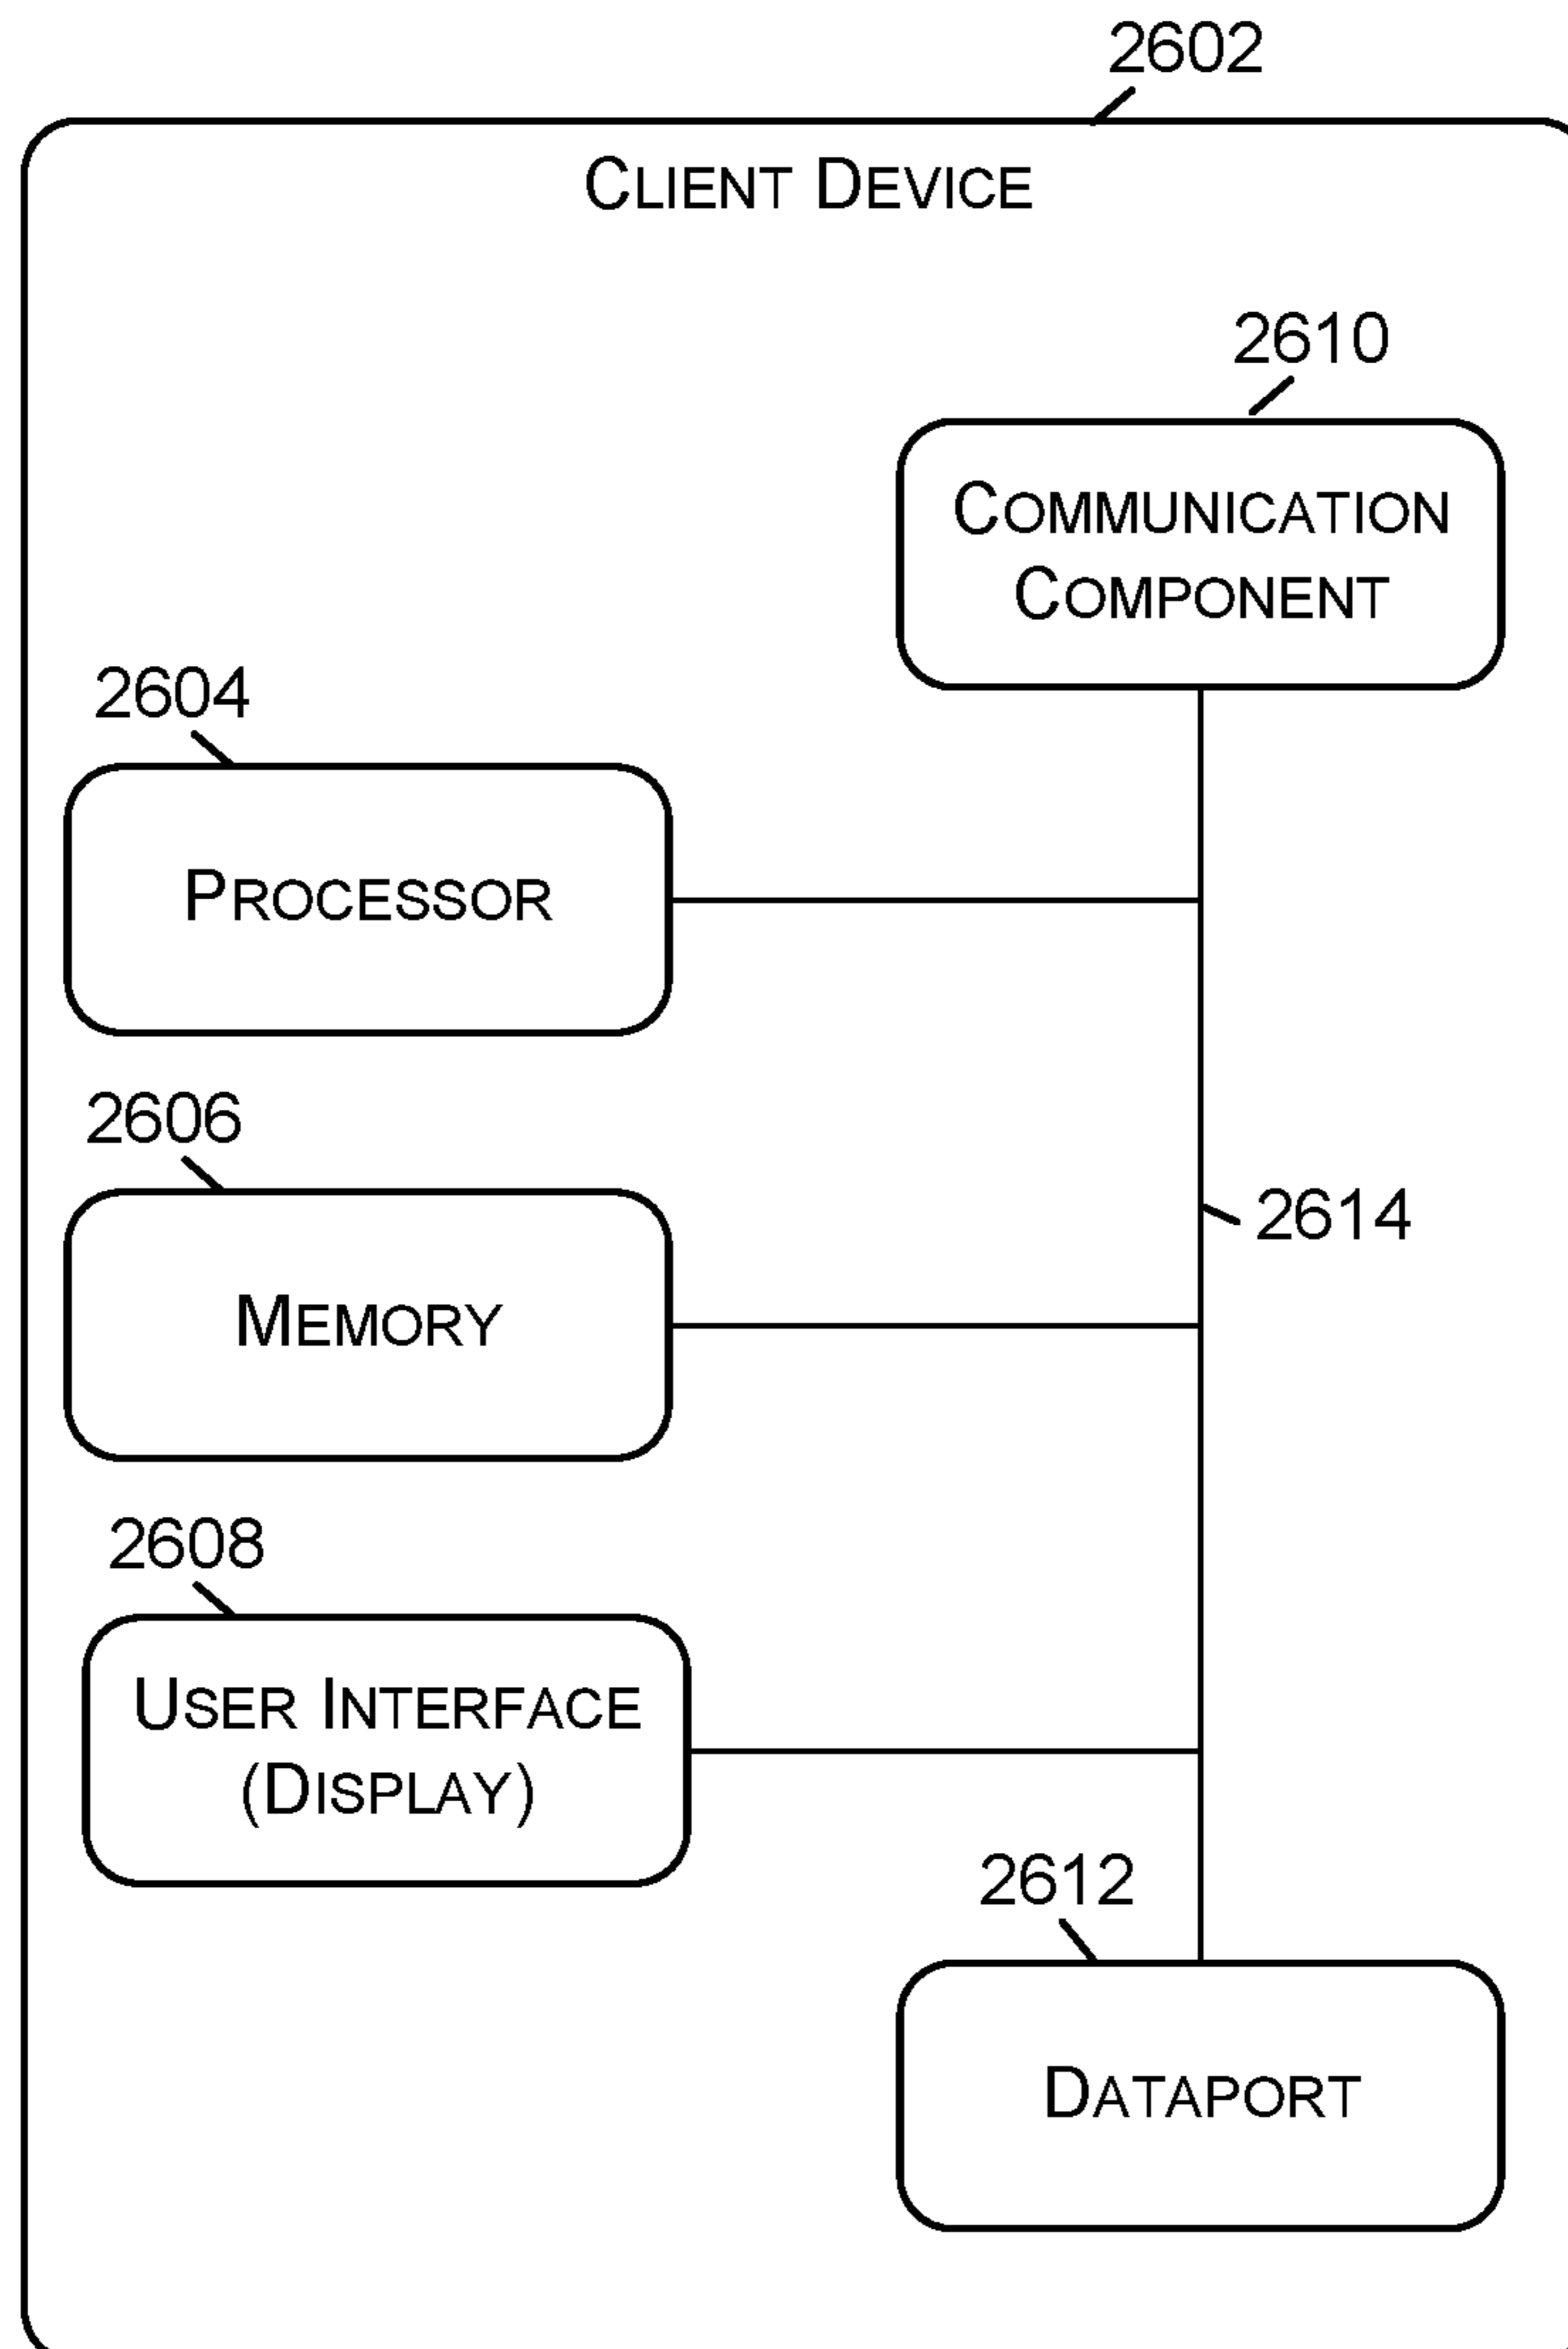 2602
CLIENT DEVICE
2610
COMMUNICATION
COMPONENT
2604
PROCESSOR
2606
MEMORY
2614
2608
USER INTERFACE
(DISPLAY)
2612
DATAPORT